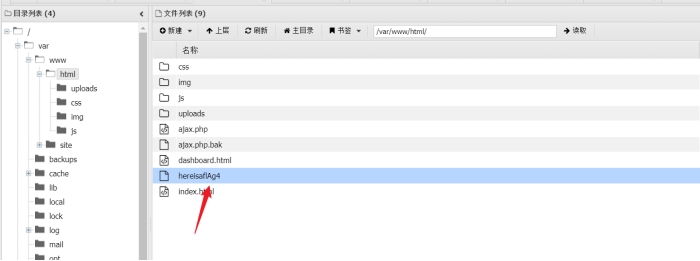 目录列表 (4)
/
var
www
html
uploads
css
img
js
site
backups
cache
lib
local
lock
log
mail
opt
文件列表 (9)
新建 上层 刷新 主目录 书签 /var/www/html/ 读取
名称
css
img
js
uploads
ajax.php
ajax.php.bak
dashboard.html
hereisaflAg4
index.html